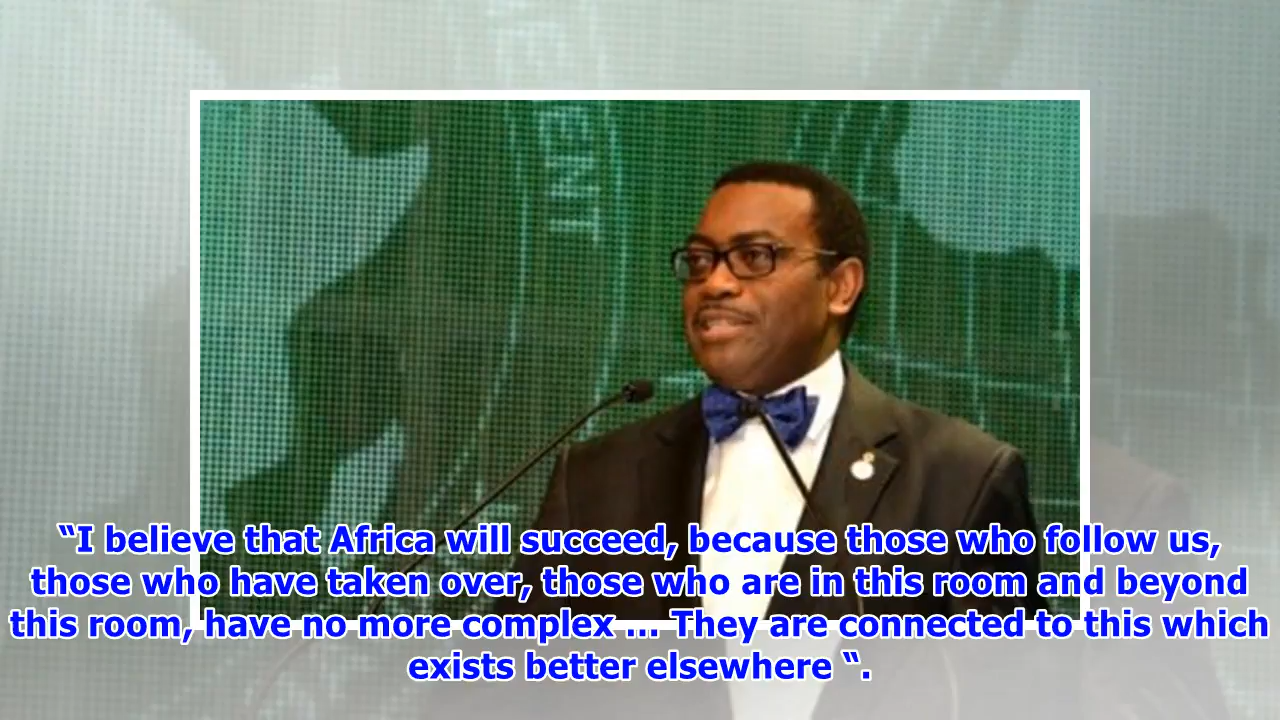 ENT
“I believe that Africa will succeed, because those who follow us,
those who have taken over, those who are in this room and beyond
this room, have no more complex ... They are connected to this which
exists better elsewhere “.